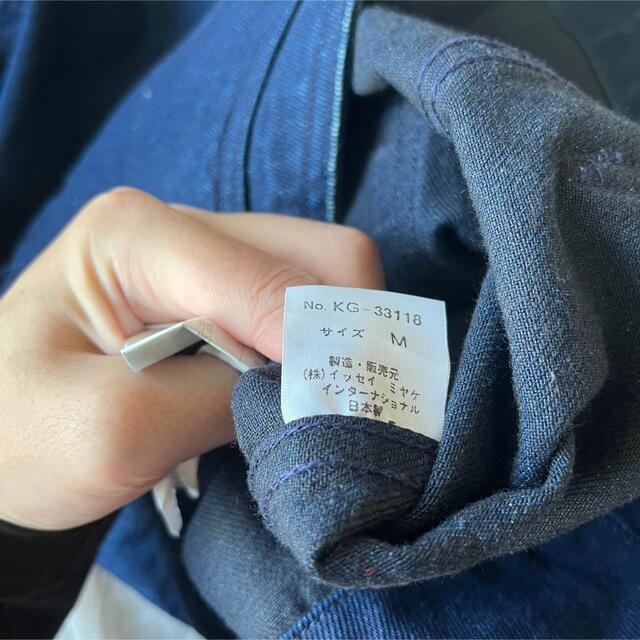 No. KG-33118
サイズ M
製造・販売元
(株)イッセイ ミヤケ
インターナショナル
日本製